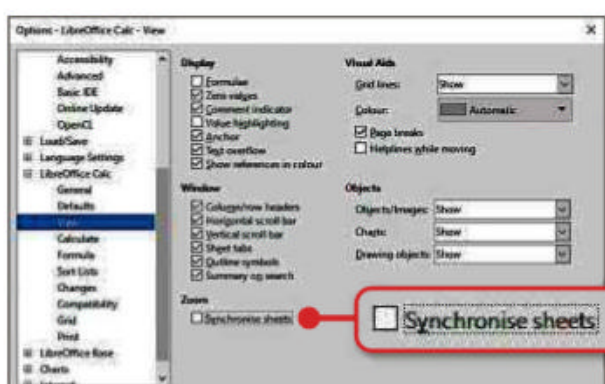 Options - LibreOffice Calc - View
Accessibility
Advanced
Basic IDE
Online Update
OpenCL
Load/Save
Language Settings
LibreOffice Calc
General
Defaults
View
Calculate
Formula
Sort Lists
Changes
Compatibility
Grid
Print
LibreOffice Base
Charts
Internet
Display
Formulae
Zero values
Comment indicator
Value highlighting
Anchor
Text overflow
Show references in colour
Window
Column/row headers
Horizontal scroll bar
Vertical scroll bar
Sheet tabs
Outline symbols
Summary on search
Zoom
Synchronise sheets
Visual Aids
Grid lines: Show
Colour: Automatic
Page breaks
Helplines while moving
Objects
Objects/Images: Show
Charts: Show
Drawing objects: Show
Synchronise sheets